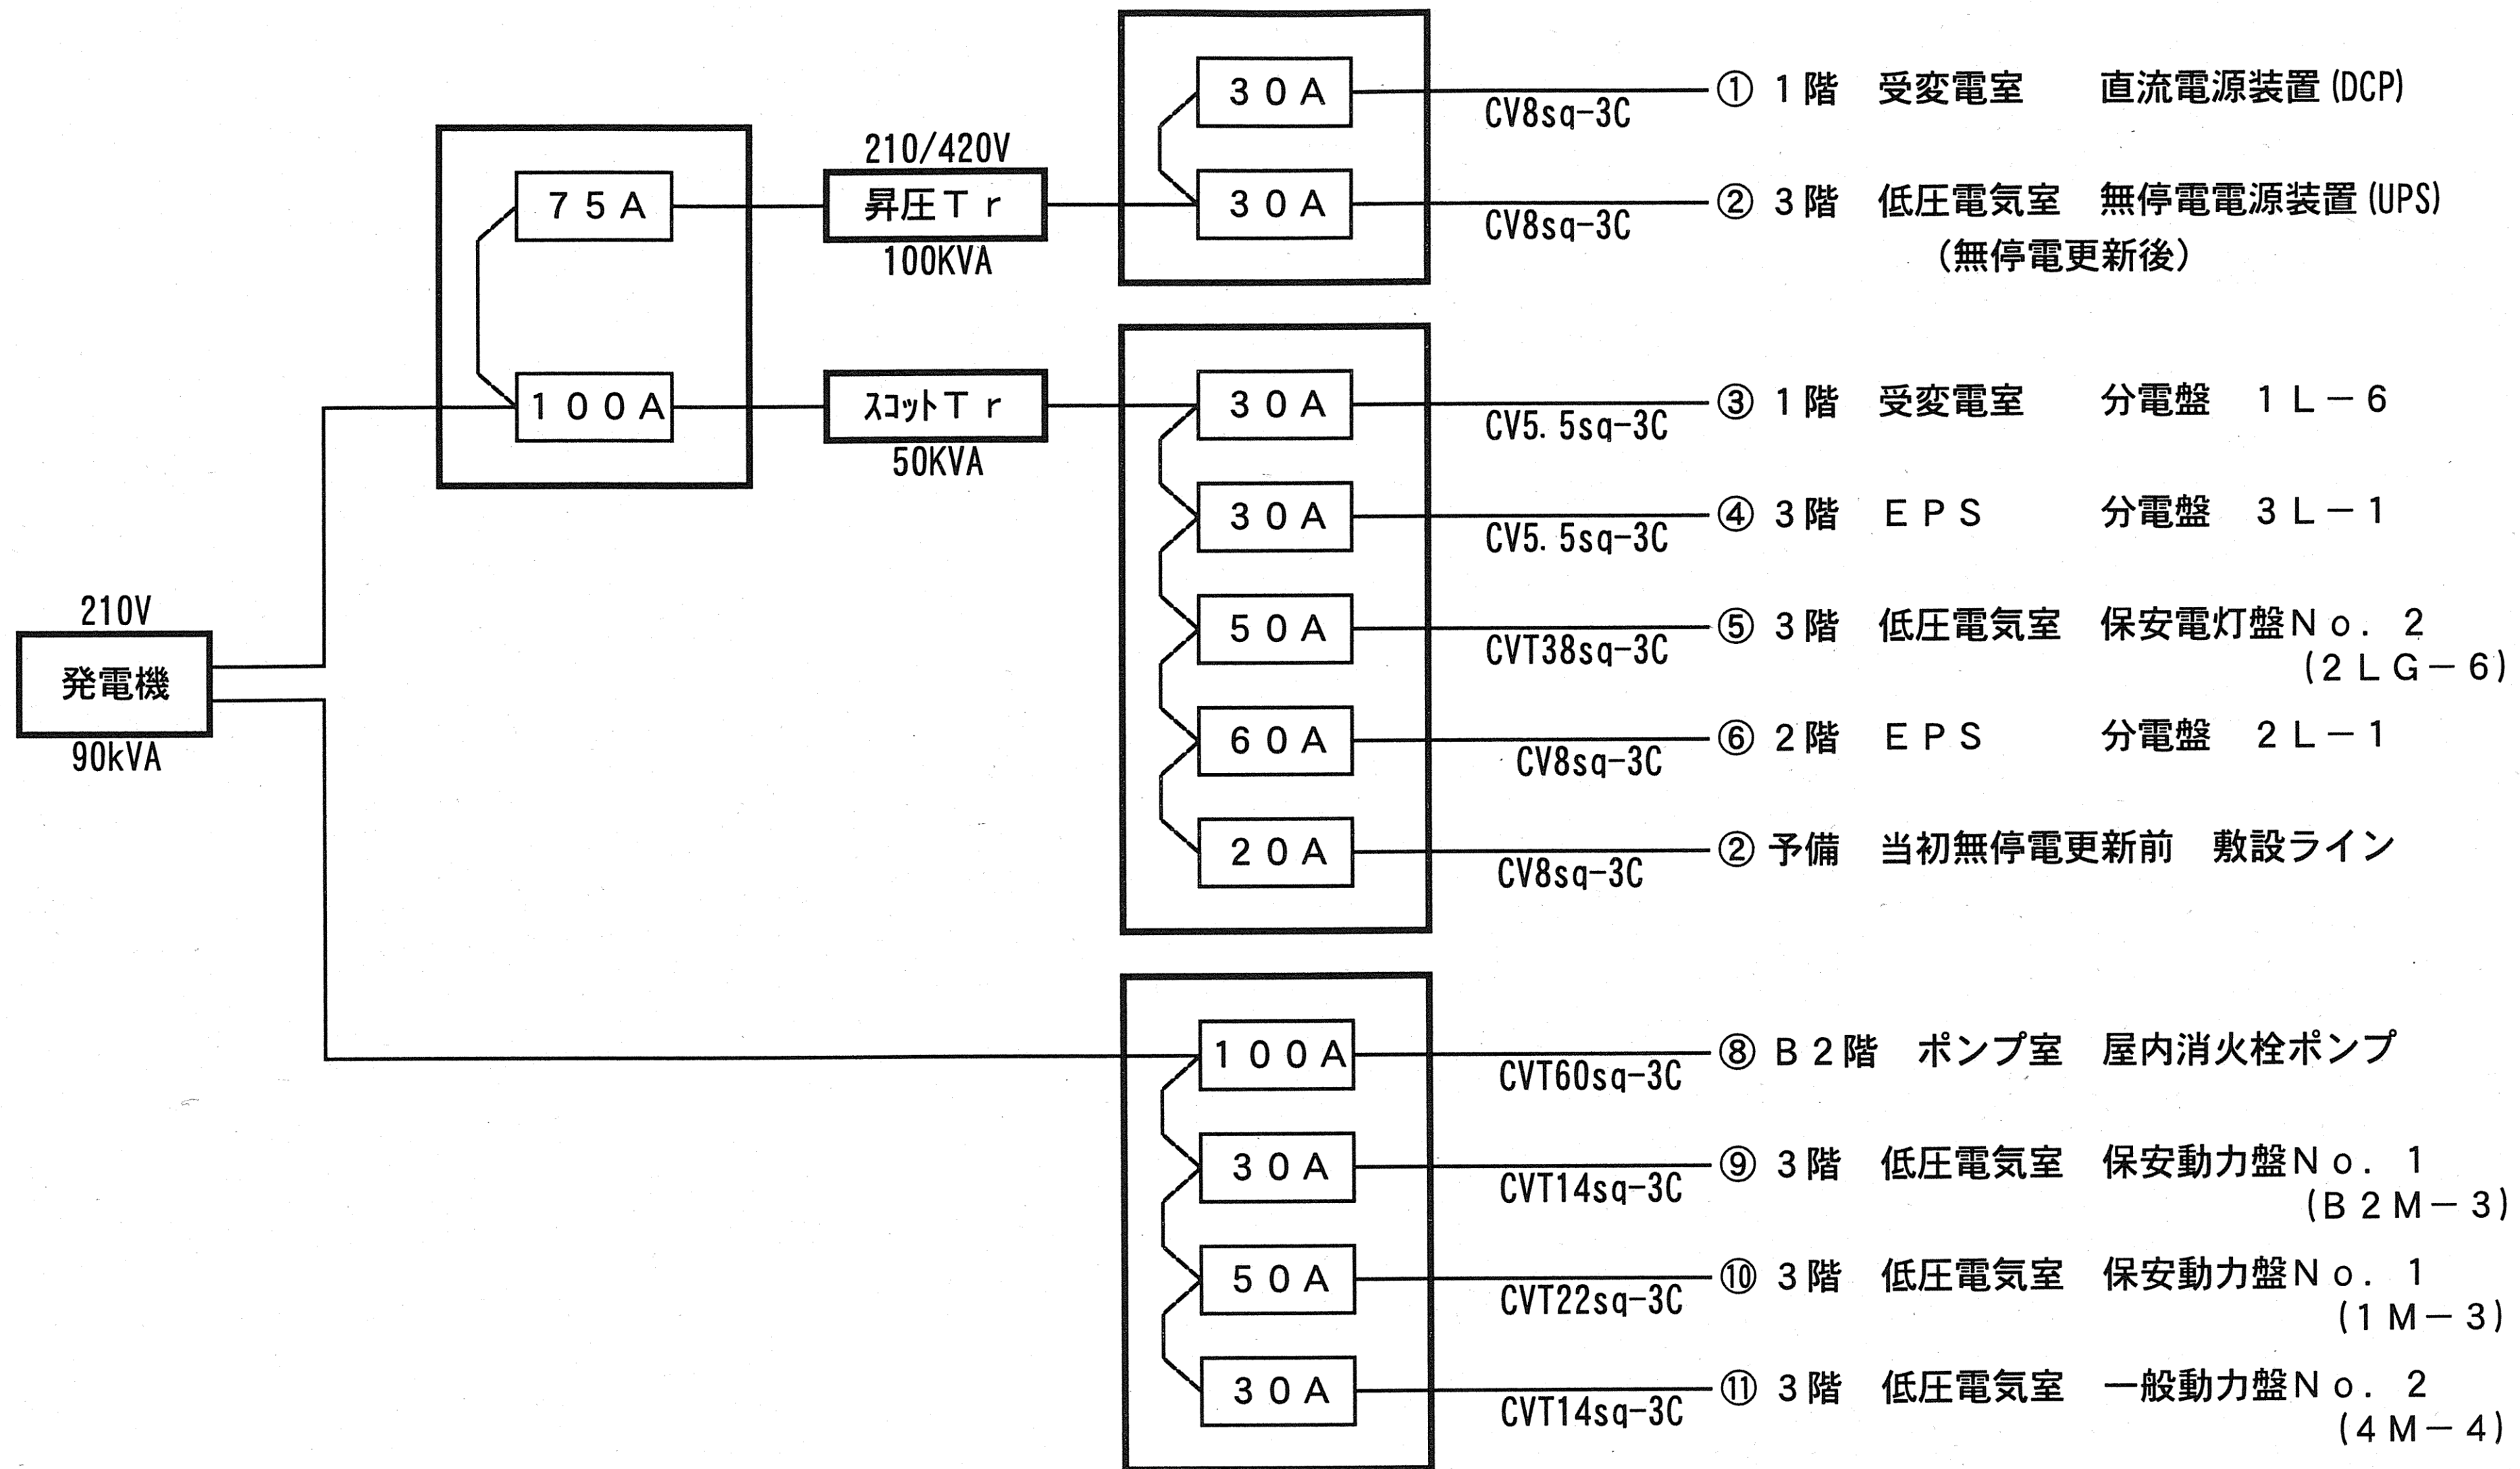 30A
CV8sq-3C
① 1階 受変電室 直流電源装置(DCP)
75A
210/420V
昇圧Tr
100KVA
30A
CV8sq-3C
② 3階 低圧電気室 無停電電源装置(UPS)
(無停電更新後)
100A
スコットTr
50KVA
30A
CV5.5sq-3C
③ 1階 受変電室 分電盤 1L-6
30A
CV5.5sq-3C
④ 3階 EPS 分電盤 3L-1
210V
発電機
90kVA
50A
CVT38sq-3C
⑤ 3階 低圧電気室 保安電灯盤No. 2
(2LG-6)
60A
CV8sq-3C
⑥ 2階 EPS 分電盤 2L-1
20A
CV8sq-3C
② 予備 当初無停電更新前 敷設ライン
100A
CVT60sq-3C
⑧ B2階 ポンプ室 屋内消火栓ポンプ
30A
CVT14sq-3C
⑨ 3階 低圧電気室 保安動力盤No. 1
(B2M-3)
50A
CVT22sq-3C
⑩ 3階 低圧電気室 保安動力盤No. 1
(1M-3)
30A
CVT14sq-3C
⑪ 3階 低圧電気室 一般動力盤No. 2
(4M-4)